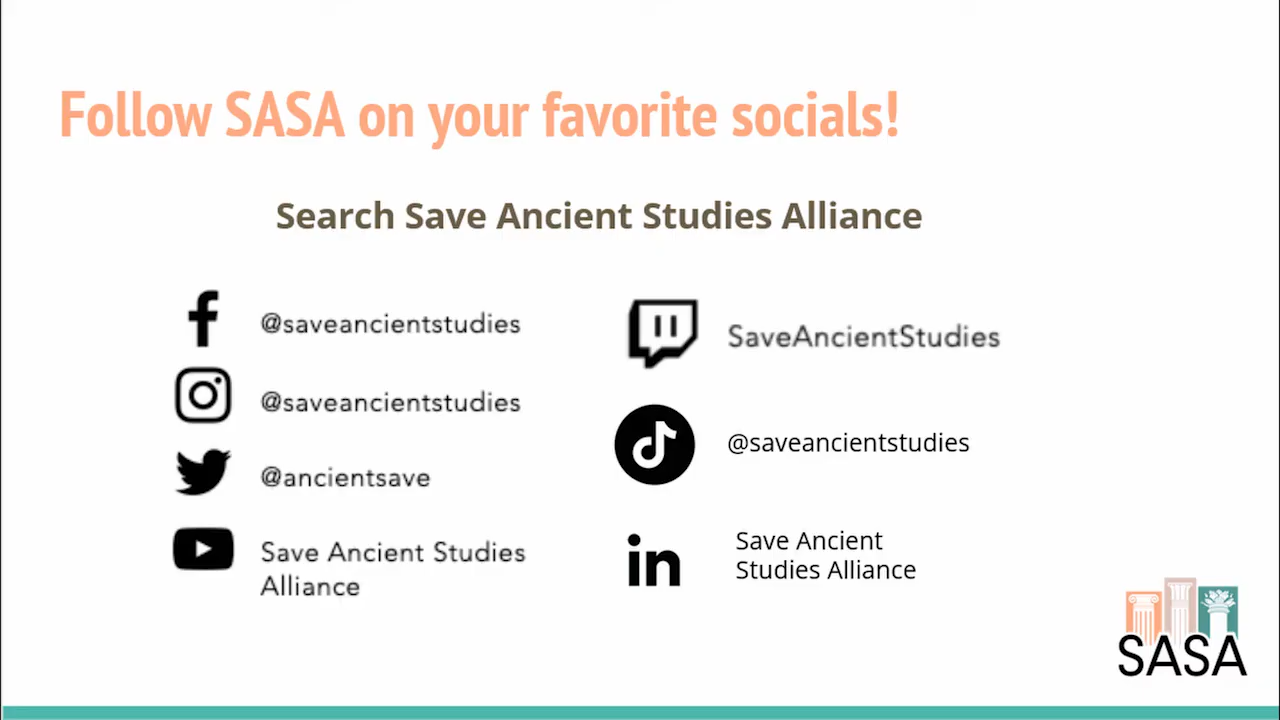 Follow SASA on your favorite socials!
Search Save Ancient Studies Alliance
@saveancientstudies
@saveancientstudies
@ancientsave
Save Ancient Studies
Alliance
SaveAncientStudies
@saveancientstudies
Save Ancient
Studies Alliance
SASA